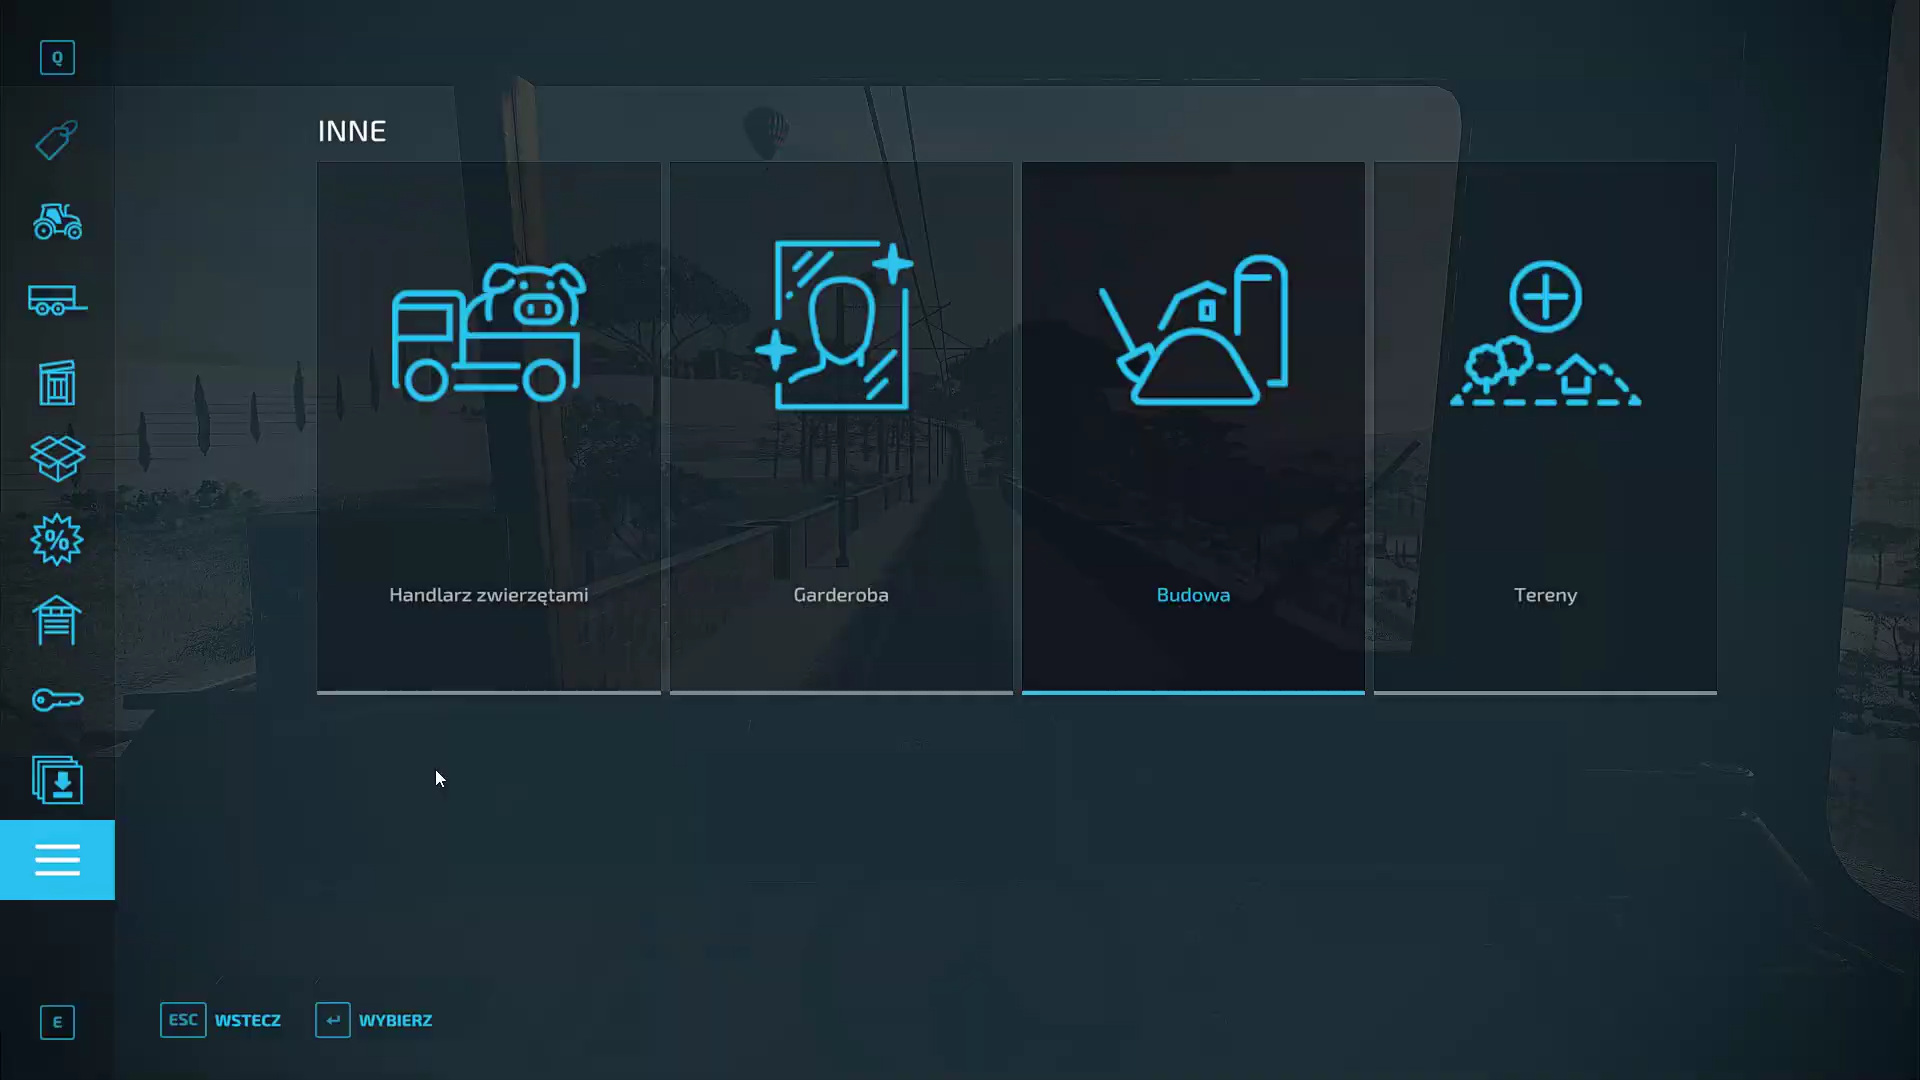 Q
INNE
%
Handlarz zwierzętami
Garderoba
Budowa
Tereny
E
ESC WSTECZ
↵ WYBIERZ